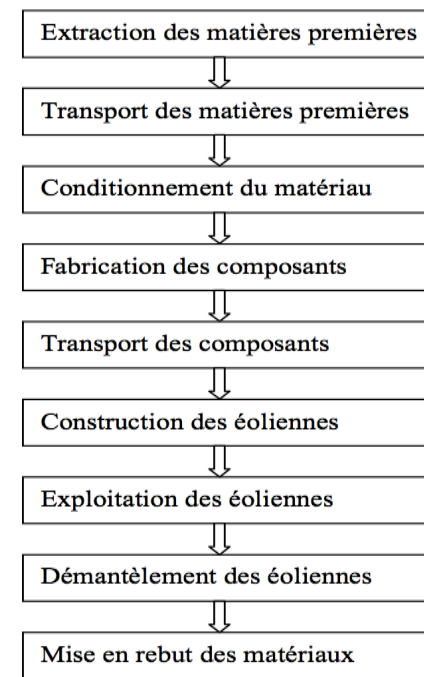 Extraction des matières premières
Transport des matières premières
Conditionnement du matériau
Fabrication des composants
Transport des composants
Construction des éoliennes
Exploitation des éoliennes
Démantèlement des éoliennes
Mise en rebut des matériaux